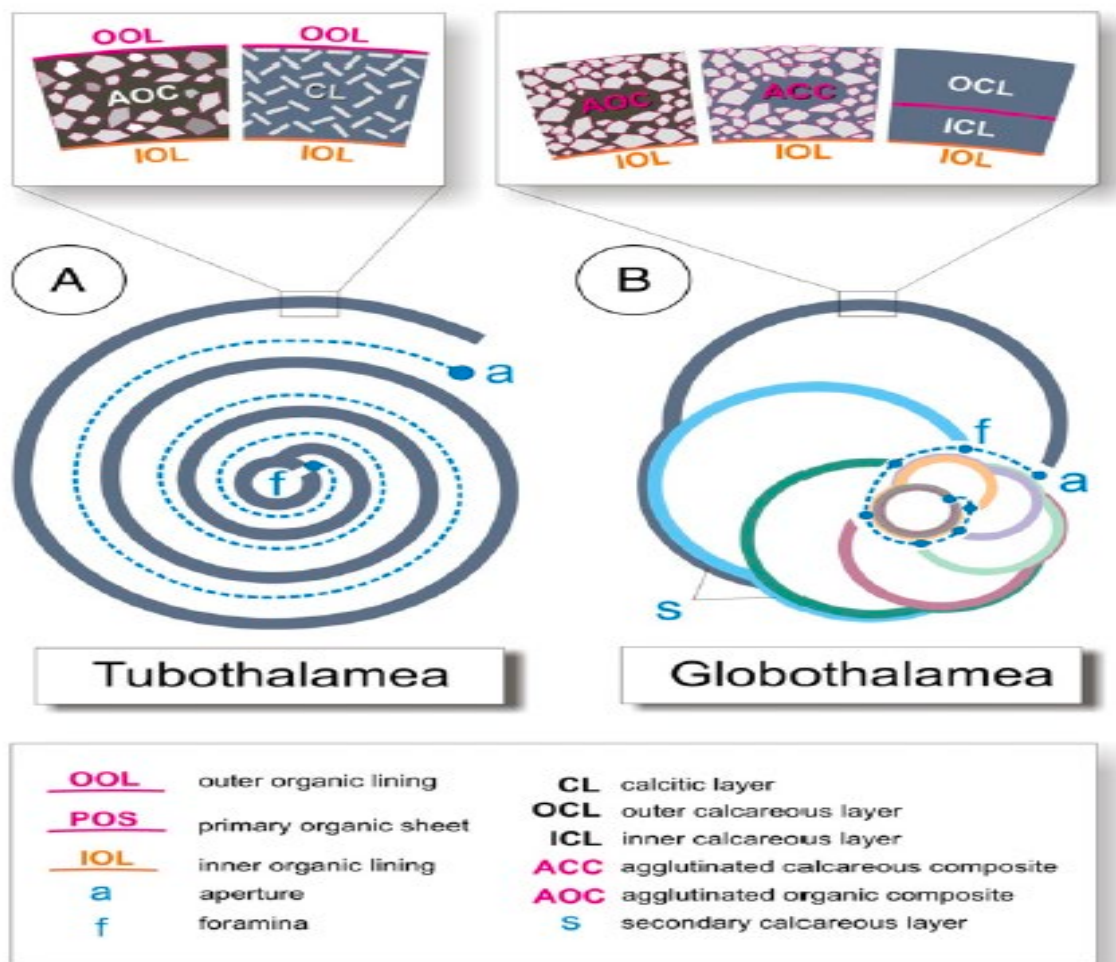 OOL OOL
AOC CL
IOL IOL
AOC ACC OCL
ICL
IOL IOL IOL
A B
a
f
f
a
s
Tubothalamea Globothalamea
OOL outer organic lining
POS primary organic sheet
IOL inner organic lining
a aperture
f foramina
CL calcitic layer
OCL outer calcareous layer
ICL inner calcareous layer
ACC agglutinated calcareous composite
AOC agglutinated organic composite
S secondary calcareous layer